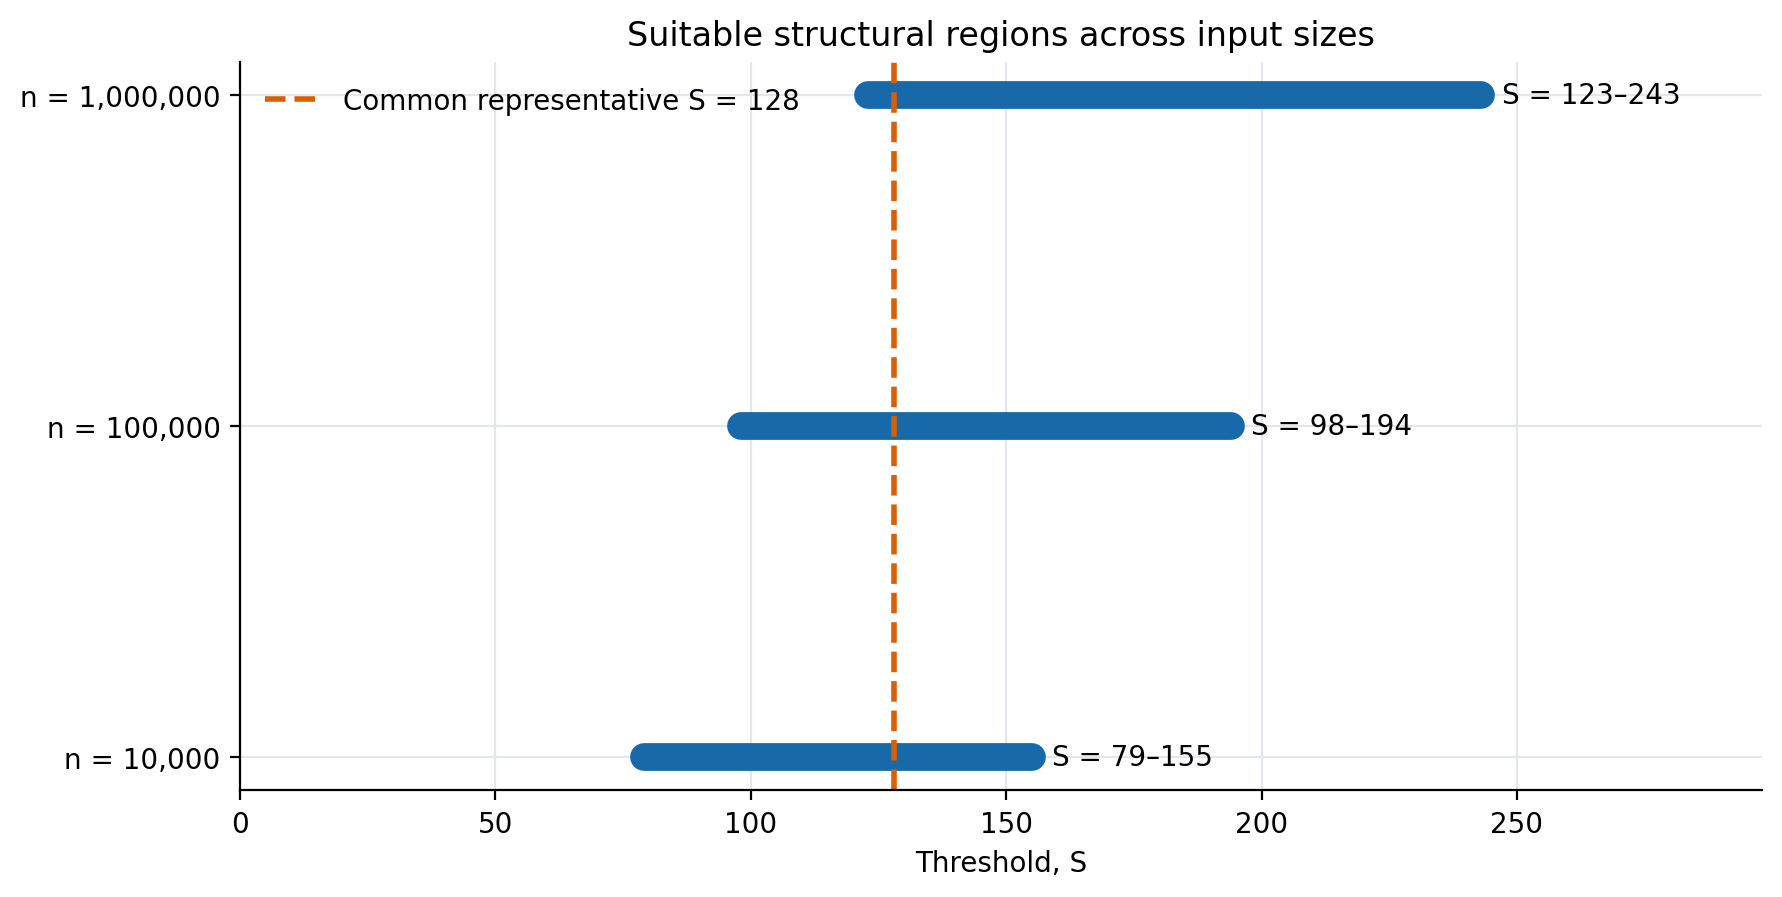 Suitable structural regions across input sizes
n = 1,000,000
Common representative S = 128
S = 123–243
n = 100,000
S = 98–194
n = 10,000
S = 79–155
0 50 100 150 200 250
Threshold, S